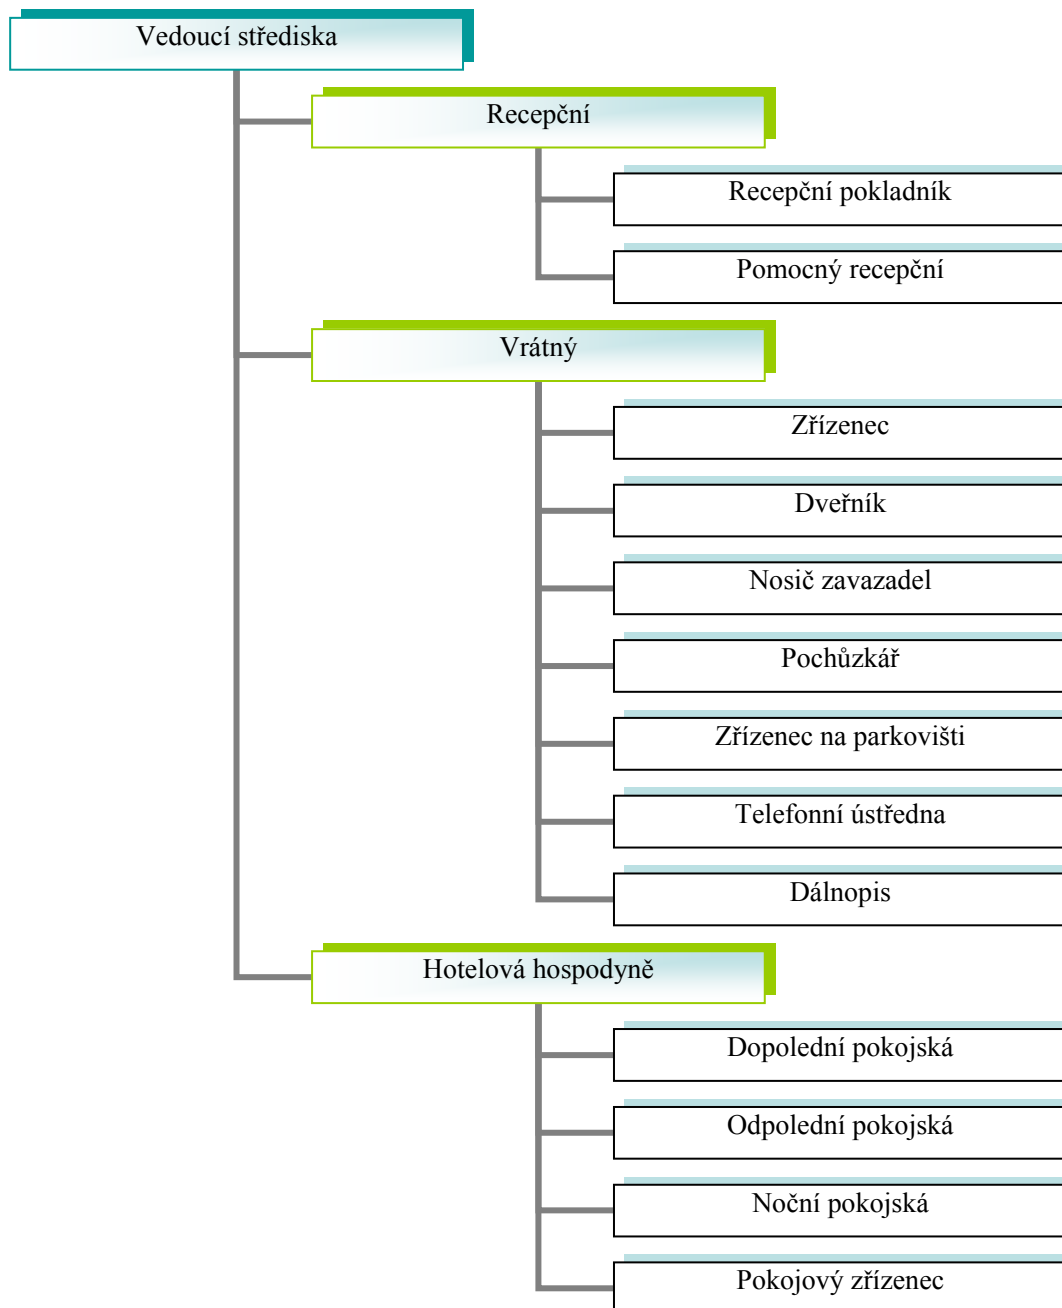 Vedoucí střediska
Recepční
Recepční pokladník
Pomocný recepční
Vrátný
Zřízenec
Dveřník
Nosič zavazadel
Pochůzkář
Zřízenec na parkovišti
Telefonní ústředna
Dálnopis
Hotelová hospodyně
Dopolední pokojská
Odpolední pokojská
Noční pokojská
Pokojový zřízenec